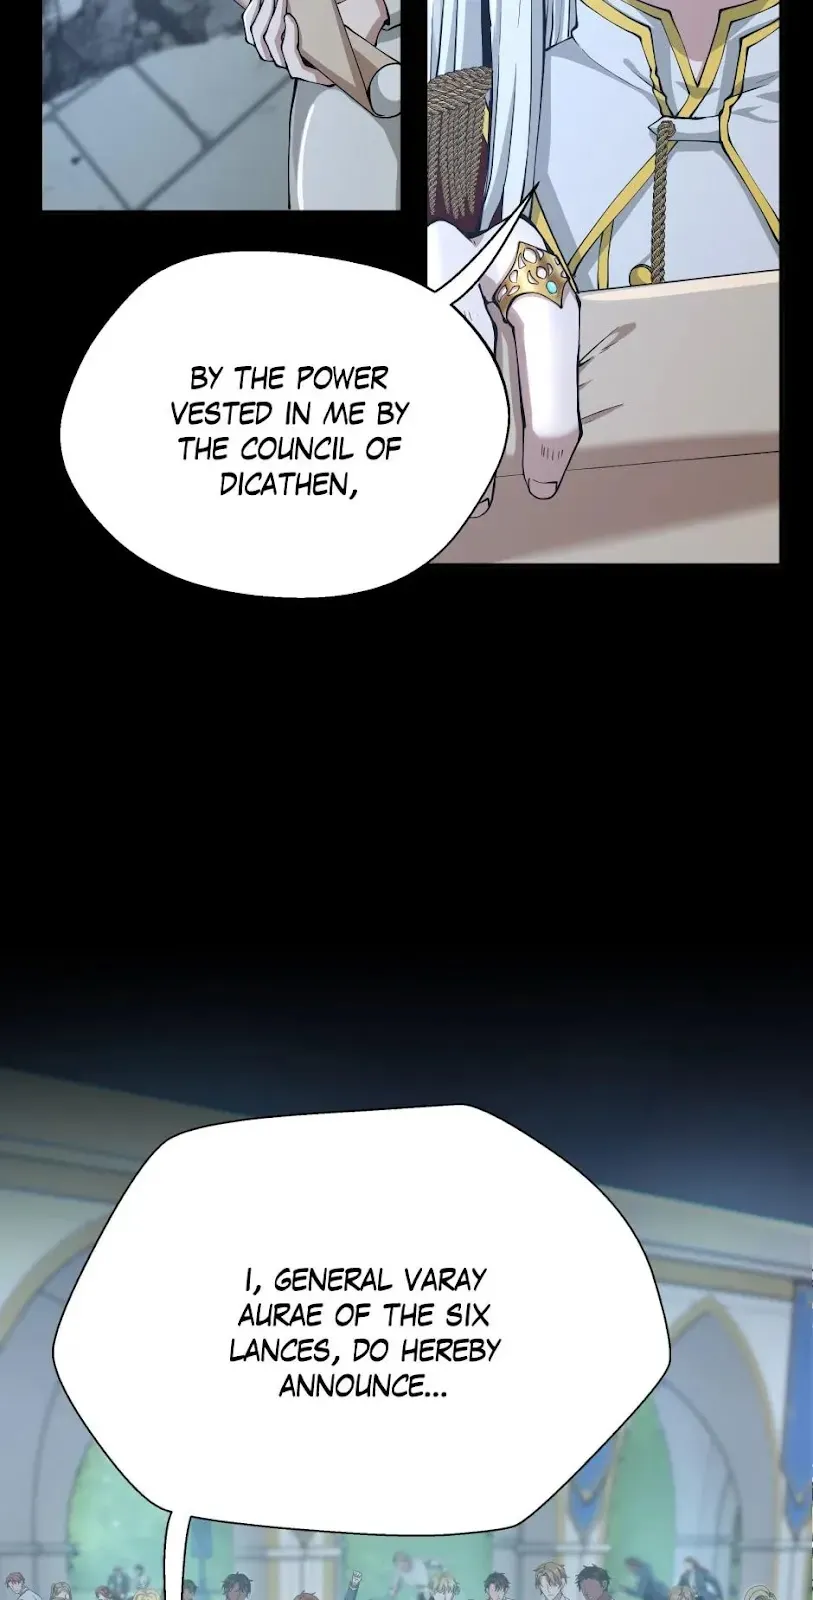 BY THE POWER
VESTED IN ME BY
THE COUNCIL OF
DICATHEN,
I, GENERAL VARAY
AURAE OF THE SIX
LANCES, DO HEREBY
ANNOUNCE...